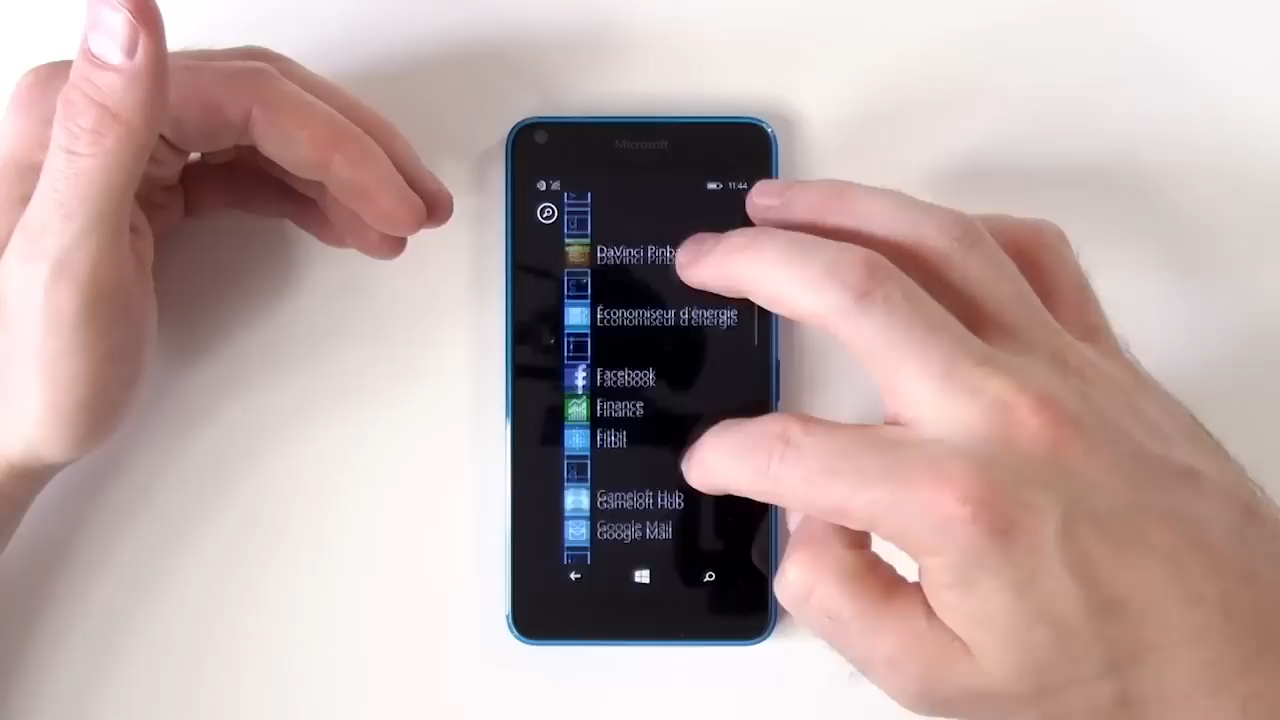 Microsoft
11:44
DaVinci Pinba
Économiseur d'énergie
Facebook
Finance
Fitbit
Gameloft Hub
Google Mail